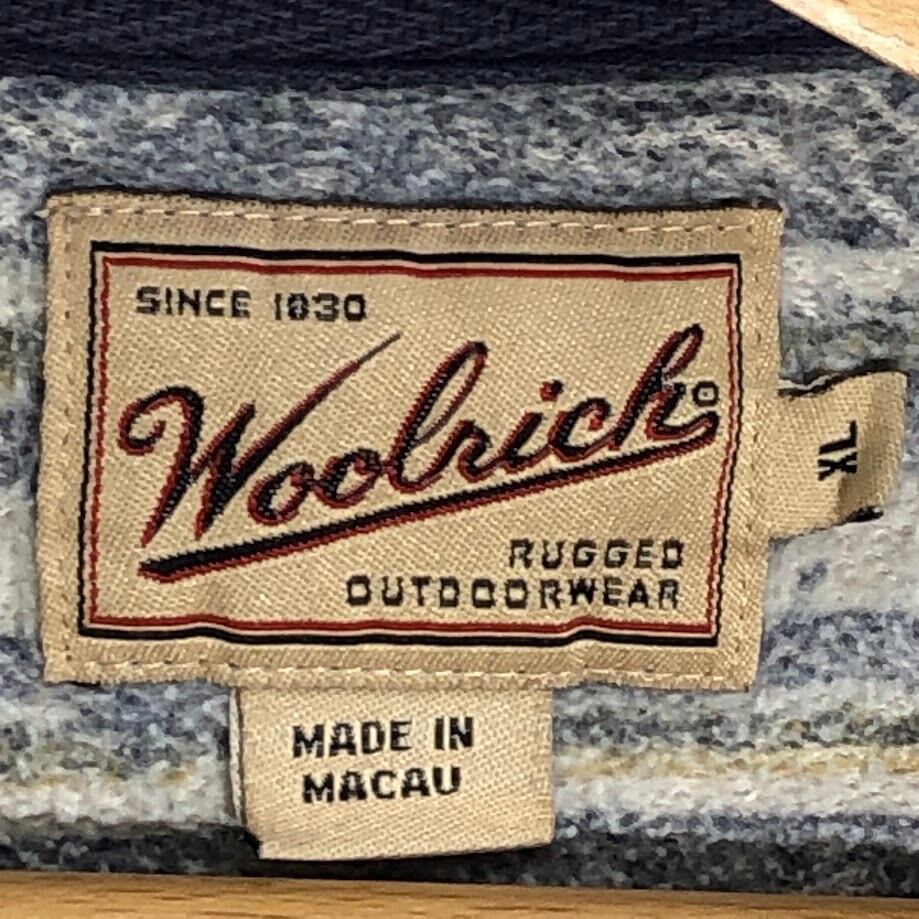 SINCE 1830
Woolrich®
RUGGED
OUTDOORWEAR
XL
MADE IN
MACAU